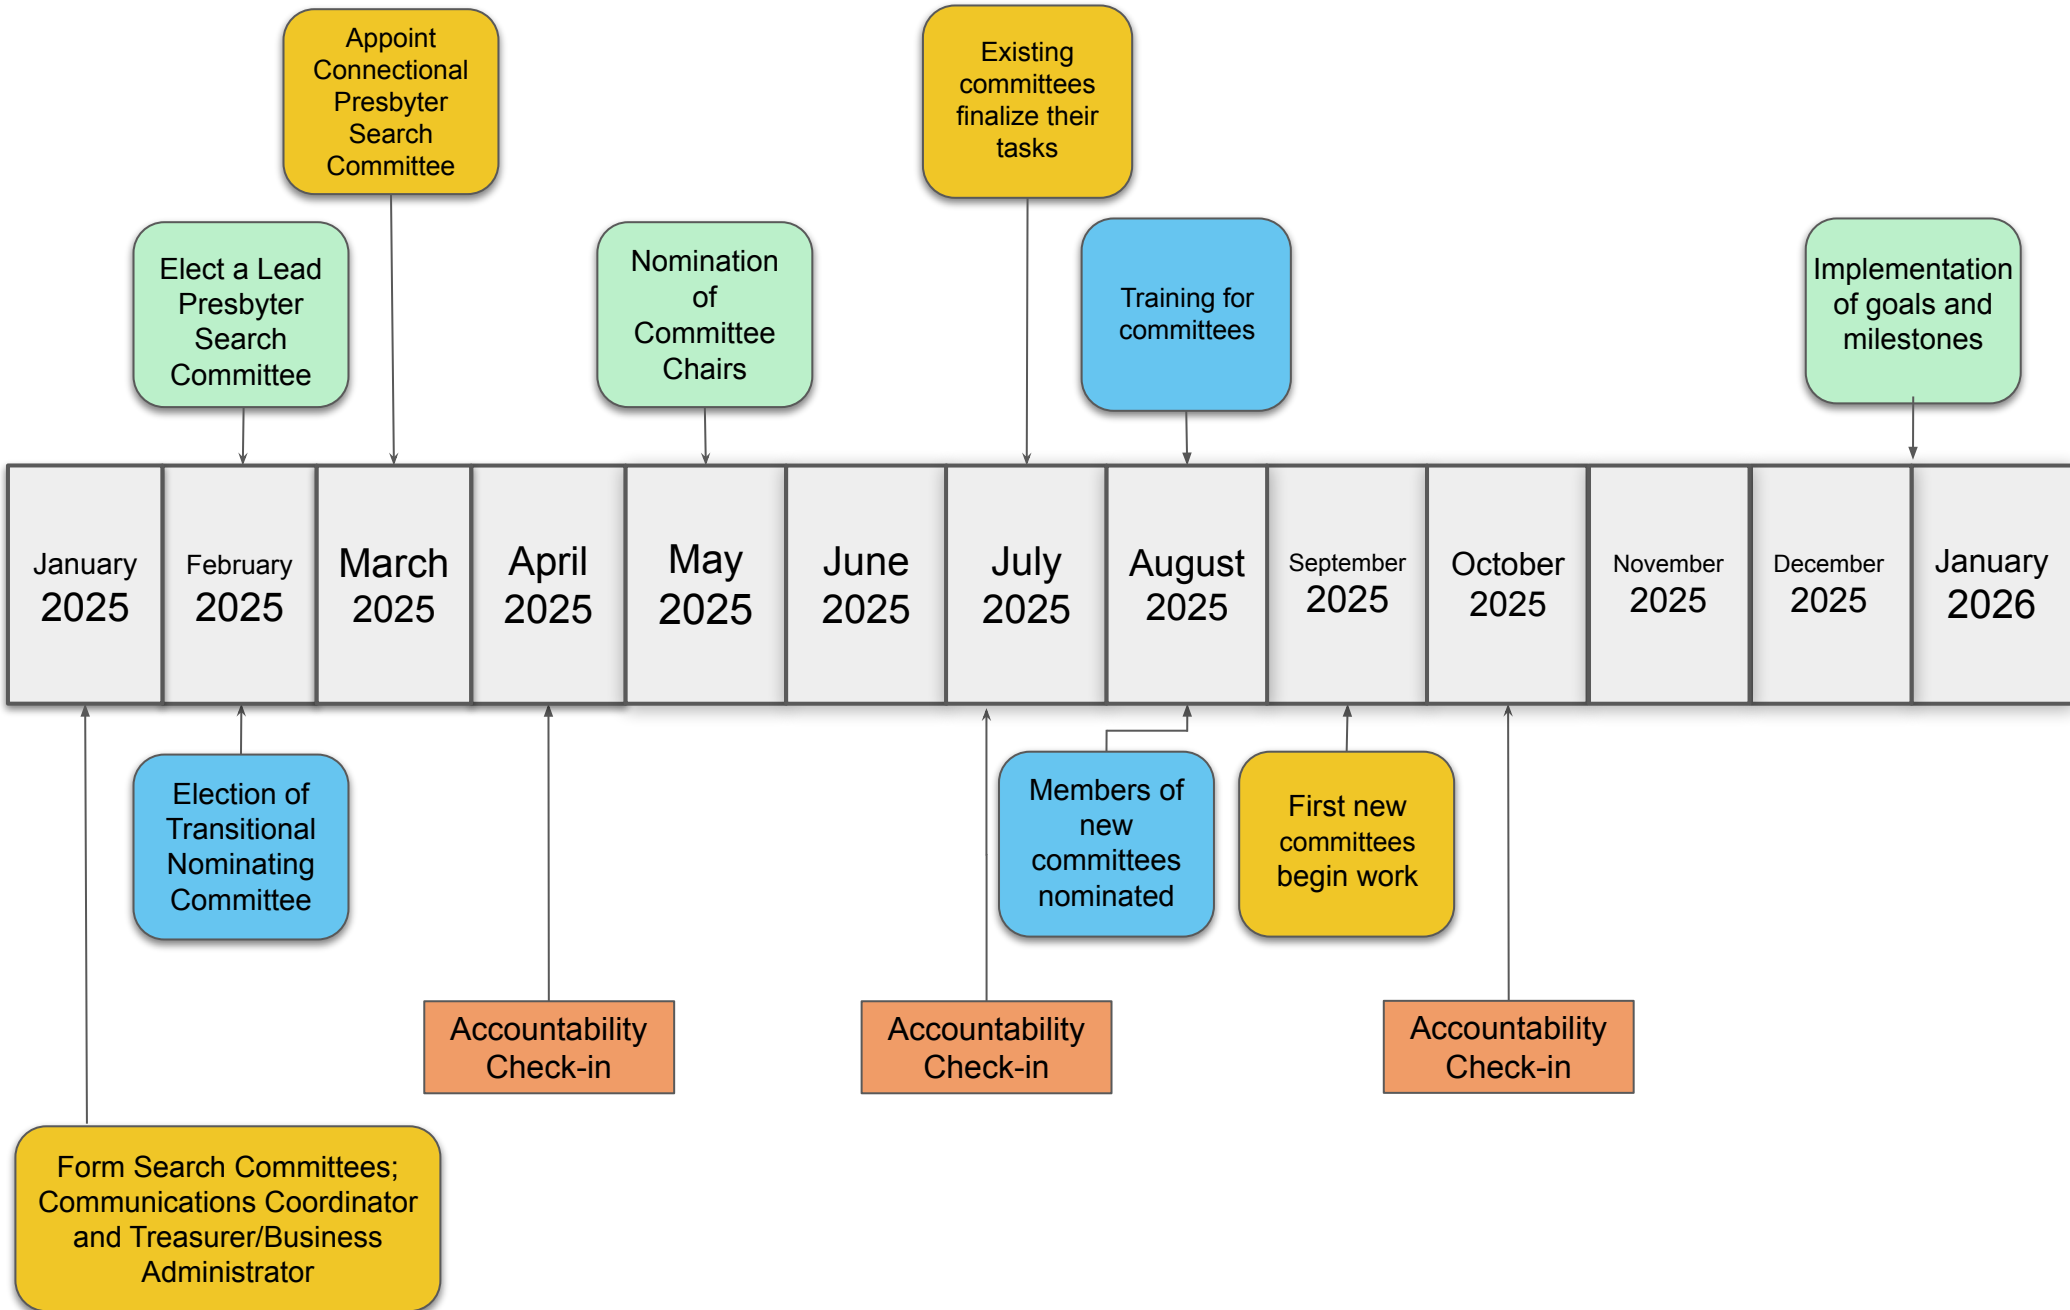 Appoint
Connectional
Presbyter
Search
Committee
Existing
committees
finalize their
tasks
Elect a Lead
Presbyter
Search
Committee
Nomination
of
Committee
Chairs
Training for
committees
Implementation
of goals and
milestones
January
2025
February
2025
March
2025
April
2025
May
2025
June
2025
July
2025
August
2025
September
2025
October
2025
November
2025
December
2025
January
2026
Election of
Transitional
Nominating
Committee
Members of
new
committees
nominated
First new
committees
begin work
Accountability
Check-in
Accountability
Check-in
Accountability
Check-in
Form Search Committees;
Communications Coordinator
and Treasurer/Business
Administrator